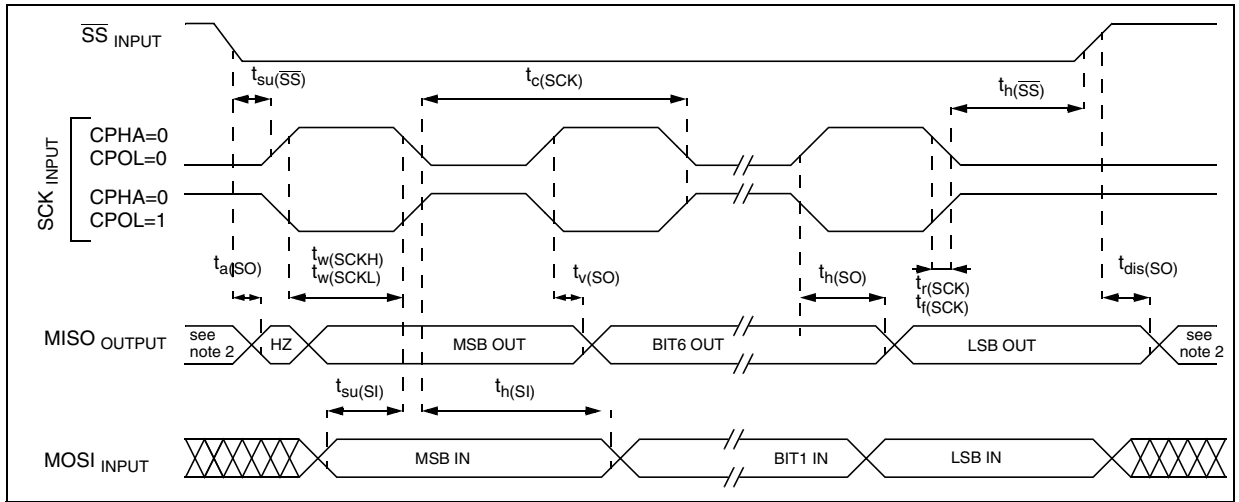 SS INPUT
tsu(SS)
tc(SCK)
th(SS)
SCK INPUT
CPHA=0
CPOL=0
CPHA=0
CPOL=1
ta(SO)
tw(SCKH)
tw(SCKL)
tv(SO)
th(SO)
tr(SCK)
tf(SCK)
tdis(SO)
MISO OUTPUT
see
note 2
HZ
MSB OUT
BIT6 OUT
LSB OUT
see
note 2
tsu(SI)
th(SI)
MOSI INPUT
MSB IN
BIT1 IN
LSB IN